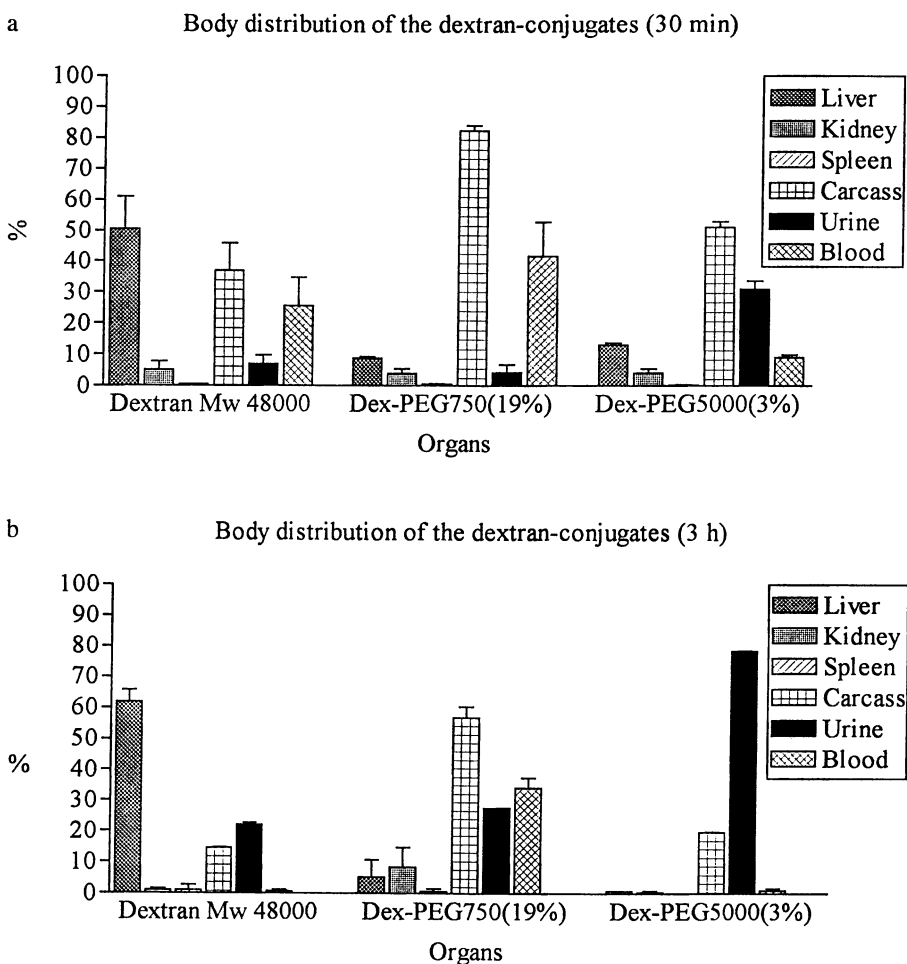 a
Body distribution of the dextran-conjugates (30 min)
100
90
80
70
60
50
40
30
20
10
0
%
Liver
Kidney
Spleen
Carcass
Urine
Blood
Dextran Mw 48000
Dex-PEG750(19%)
Dex-PEG5000(3%)
Organs
b
Body distribution of the dextran-conjugates (3 h)
100
90
80
70
60
50
40
30
20
10
0
%
Liver
Kidney
Spleen
Carcass
Urine
Blood
Dextran Mw 48000
Dex-PEG750(19%)
Dex-PEG5000(3%)
Organs